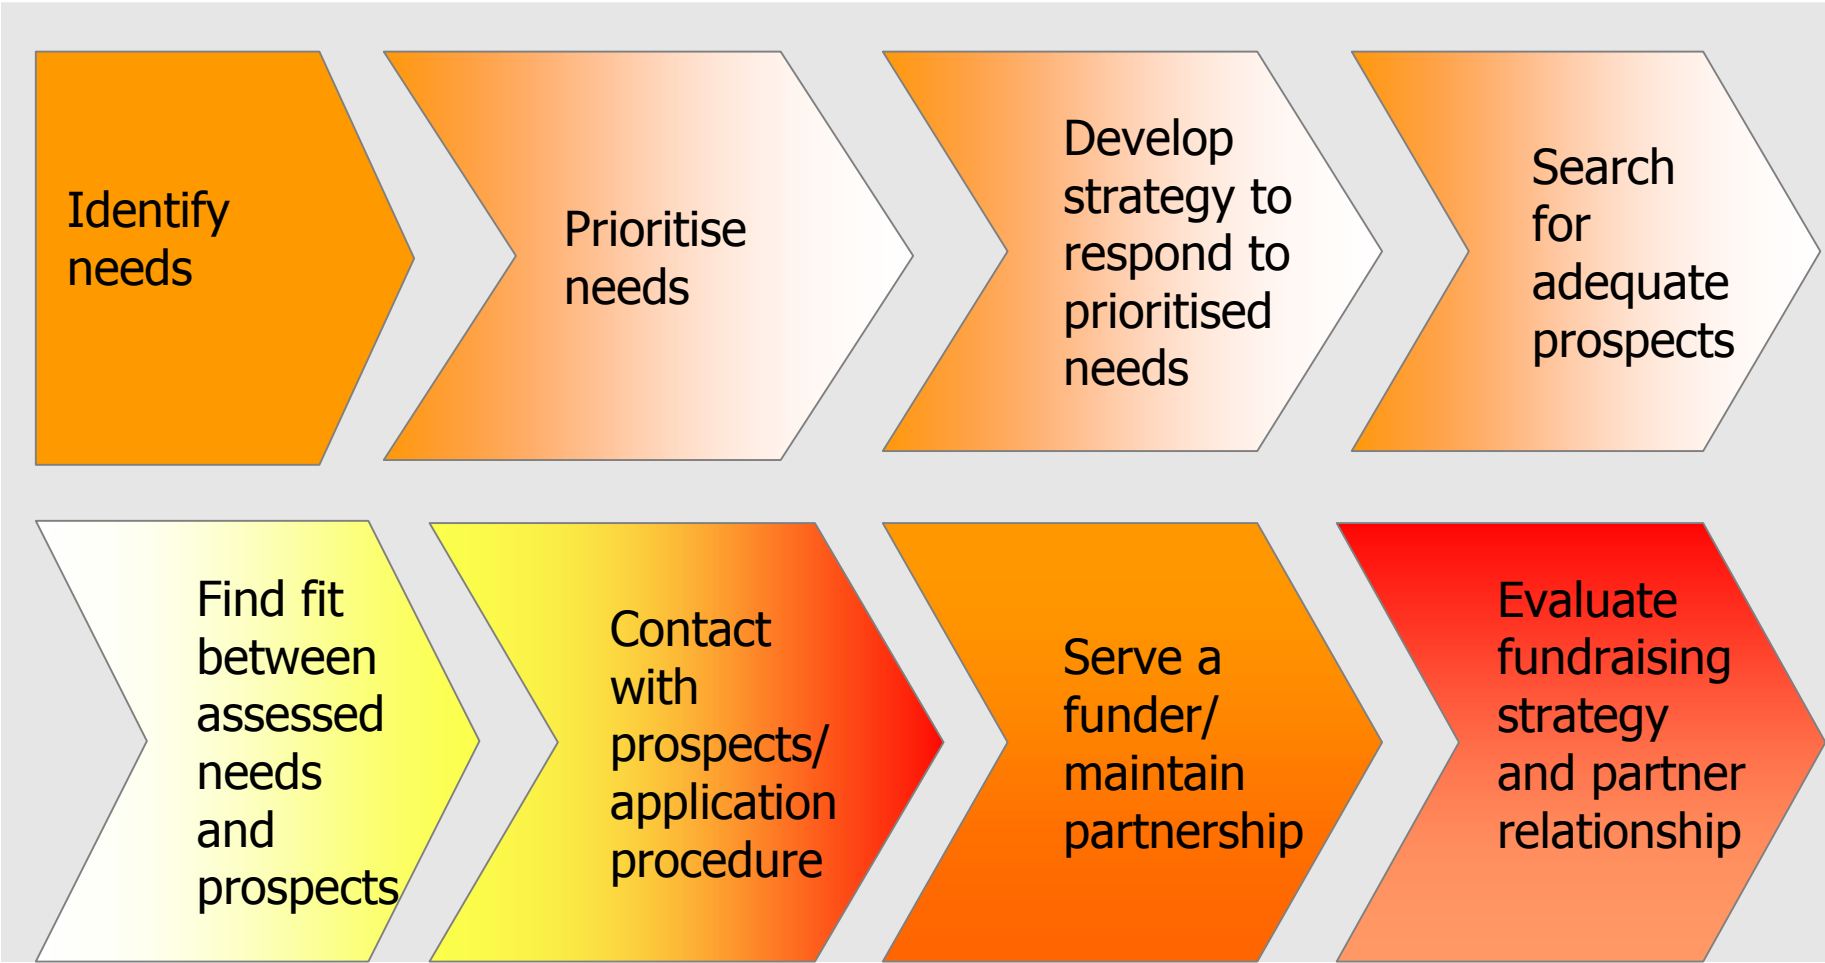 Identify
needs
Prioritise
needs
Develop
strategy to
respond to
prioritised
needs
Search
for
adequate
prospects
Find fit
between
assessed
needs
and
prospects
Contact
with
prospects/
application
procedure
Serve a
funder/
maintain
partnership
Evaluate
fundraising
strategy
and partner
relationship